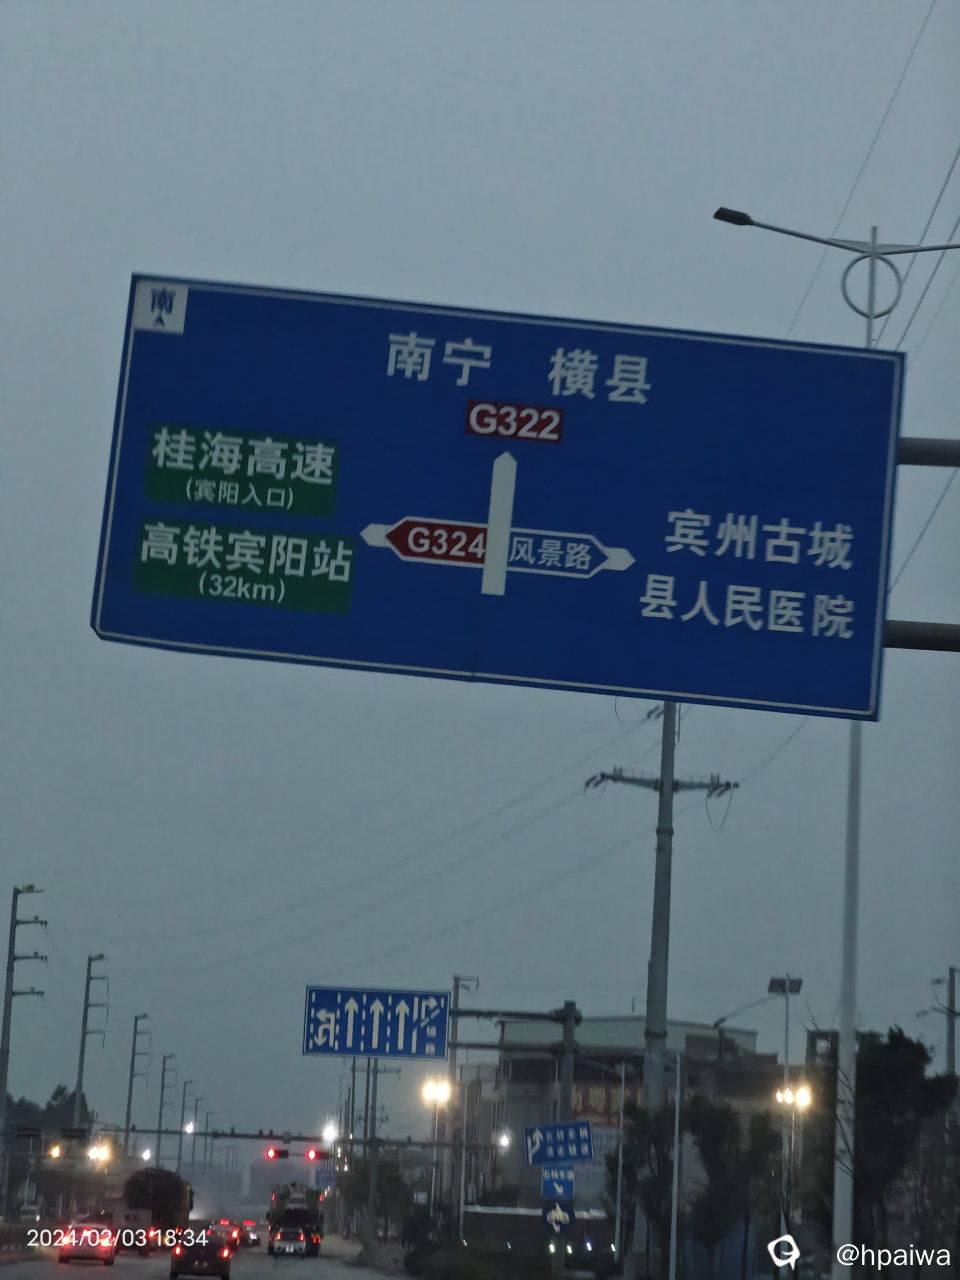 南
南宁 横县
G322
桂海高速
(宾阳入口)
高铁宾阳站
(32km)
G324
风景路
宾州古城
县人民医院
2024/02/03 18:34
@hpaiwa